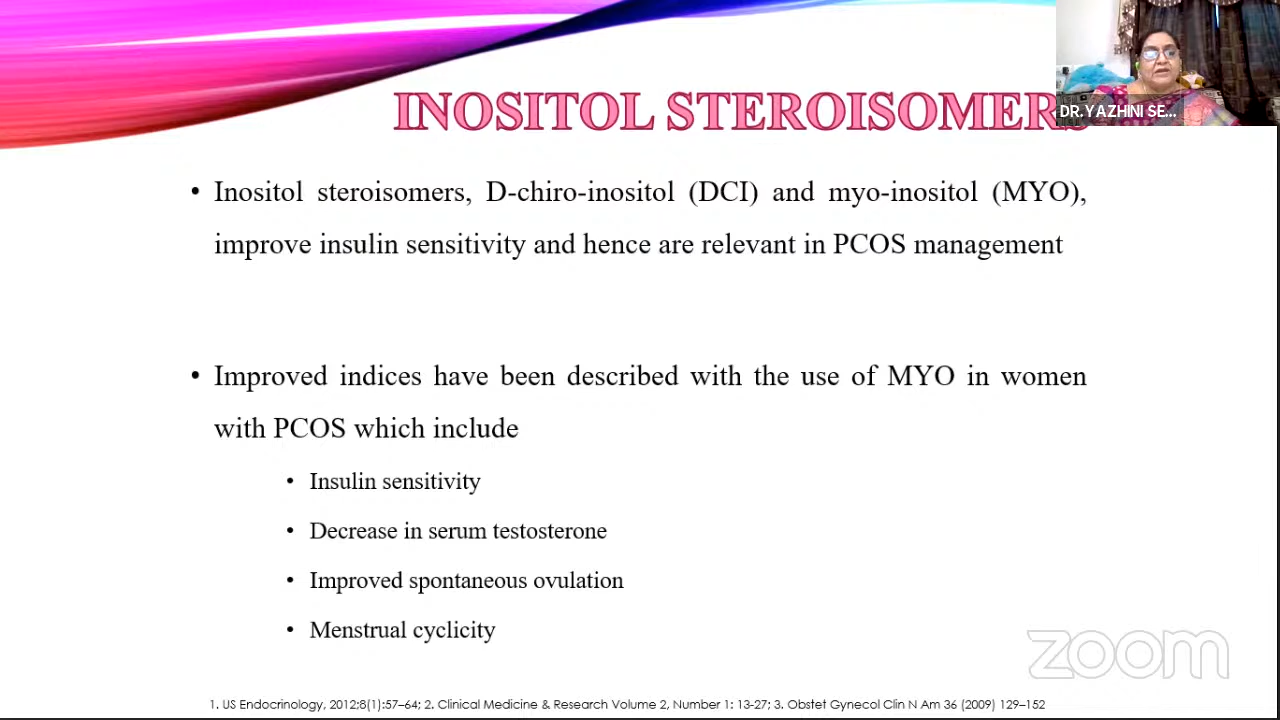 INOSITOL STEROISOMERS
DR.YAZHINI SE...
• Inositol steroisomers, D-chiro-inositol (DCI) and myo-inositol (MYO),
improve insulin sensitivity and hence are relevant in PCOS management
• Improved indices have been described with the use of MYO in women
with PCOS which include
• Insulin sensitivity
• Decrease in serum testosterone
• Improved spontaneous ovulation
• Menstrual cyclicity
zoom
1. US Endocrinology, 2012;8(1):57–64; 2. Clinical Medicine & Research Volume 2, Number 1: 13-27; 3. Obstet Gynecol Clin N Am 36 (2009) 129–152